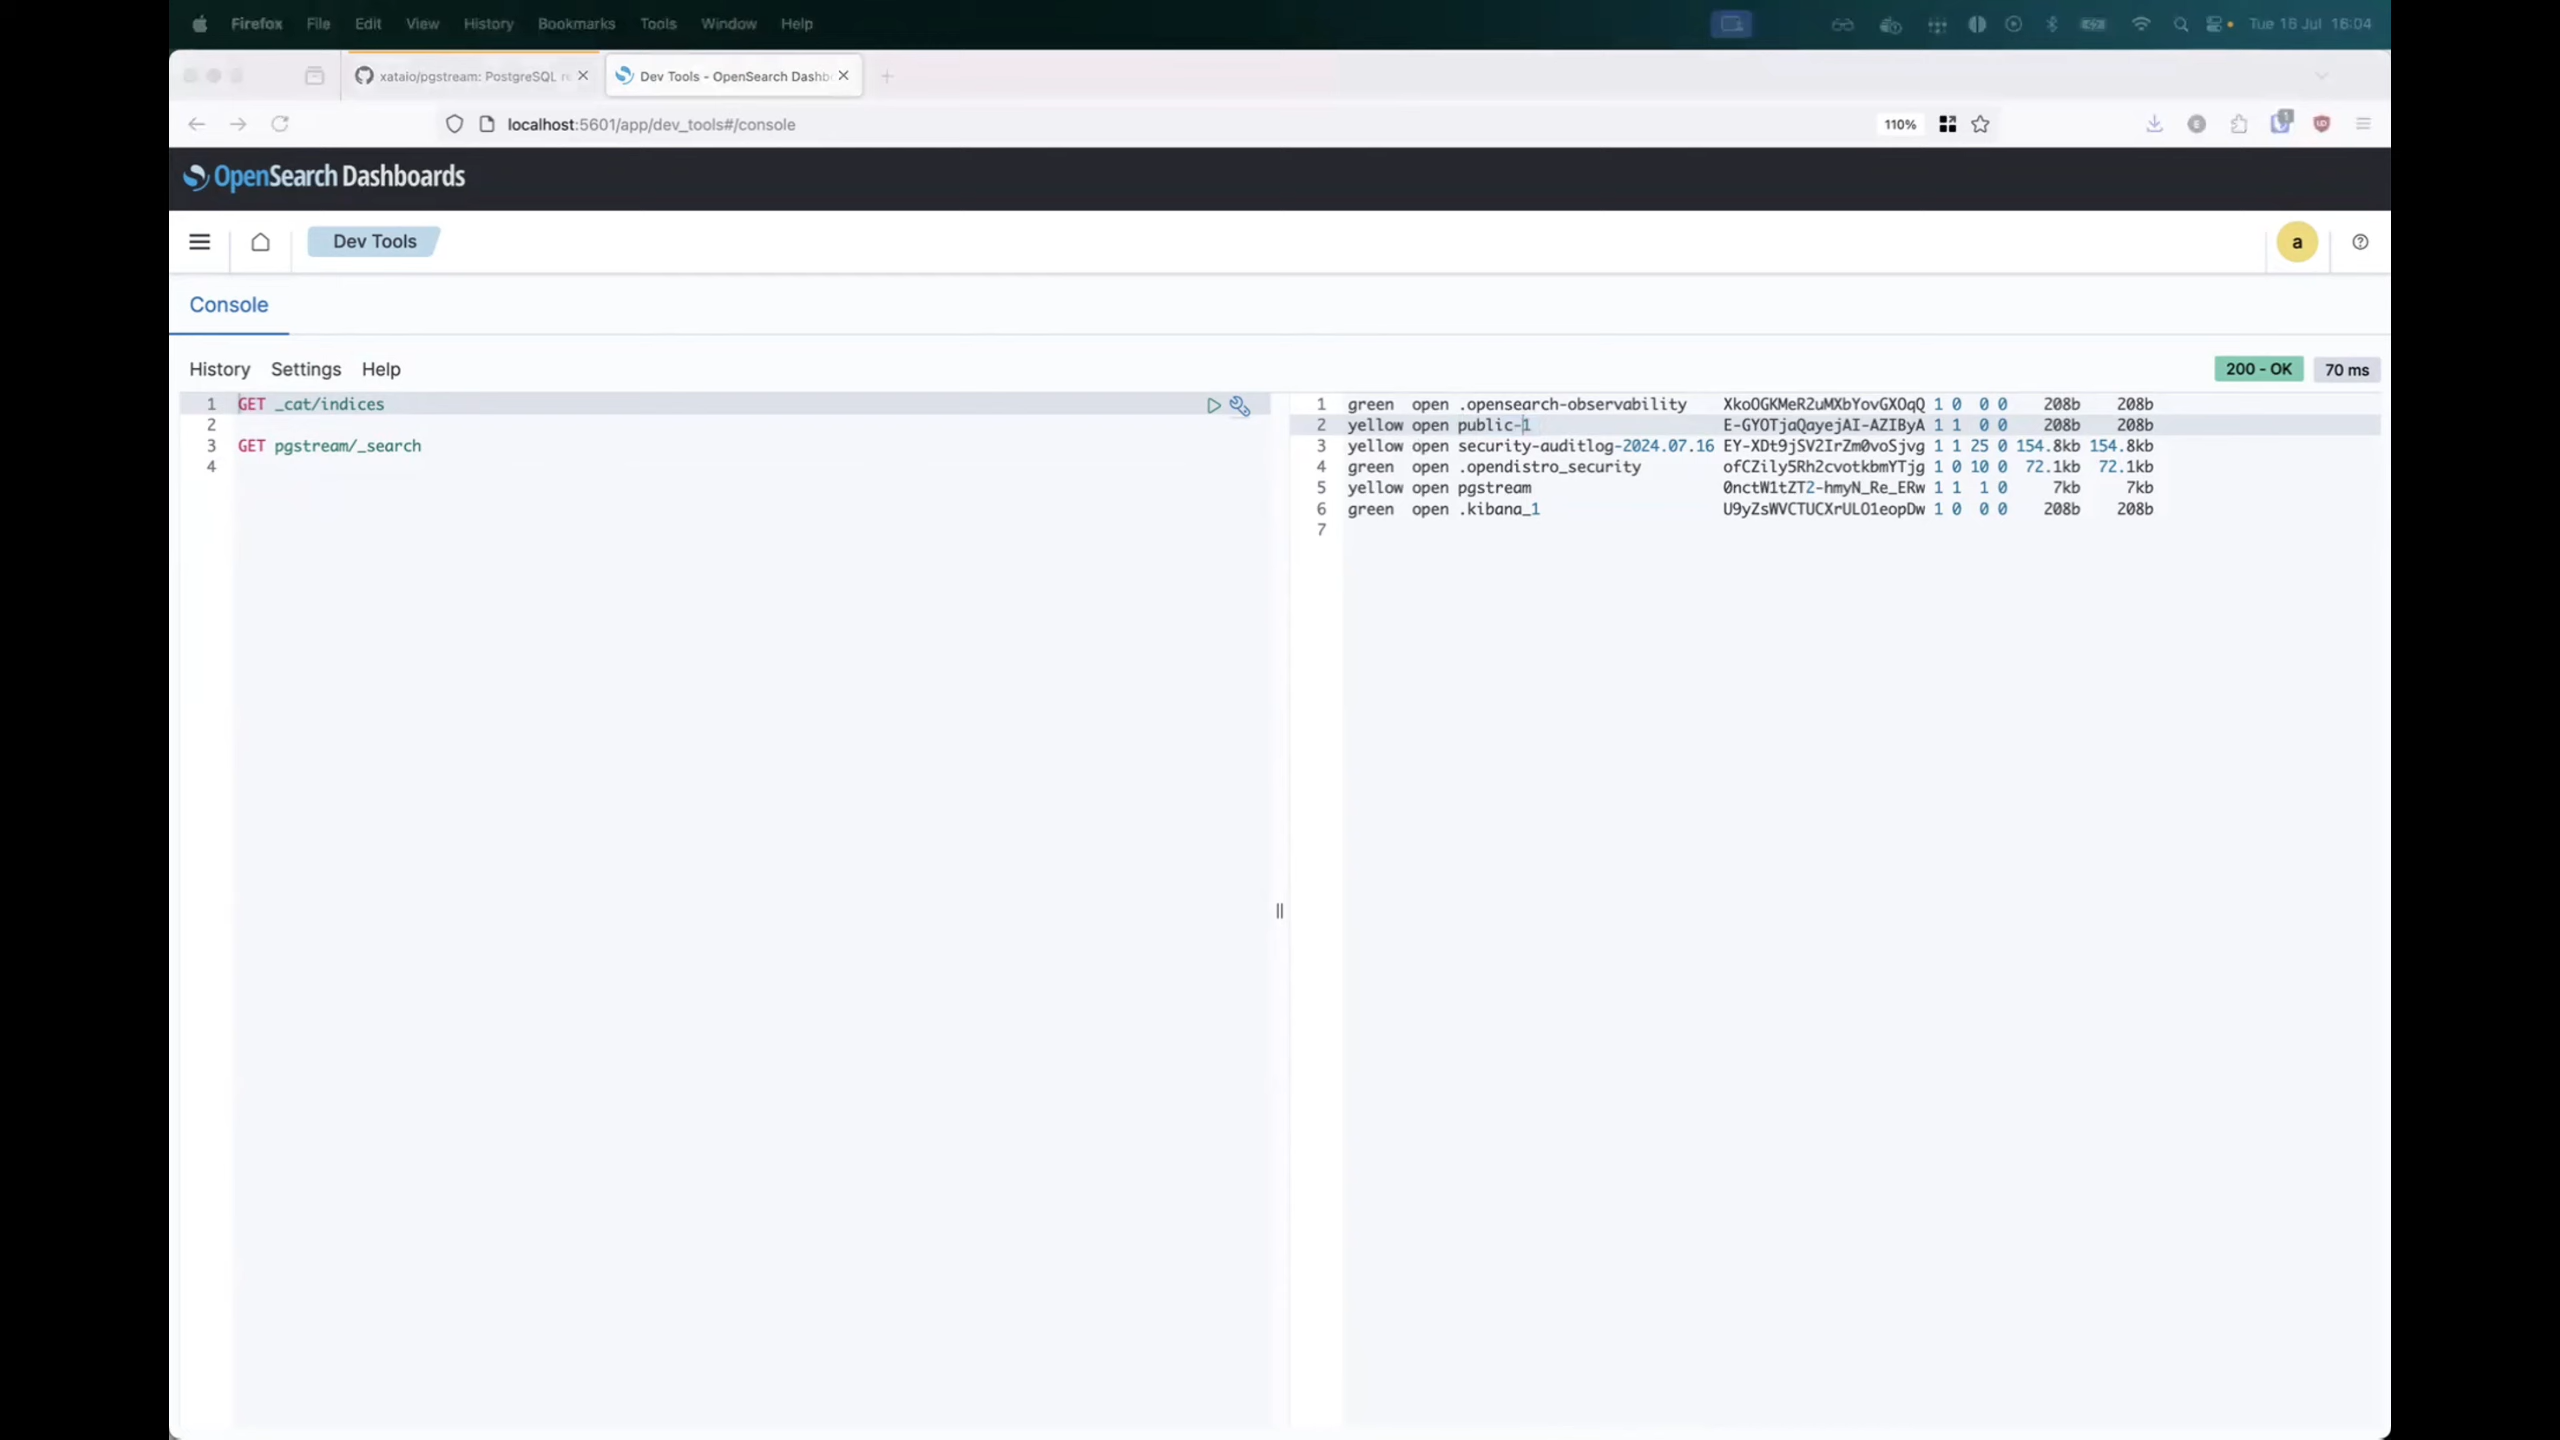 Firefox File Edit View History Bookmarks Tools Window Help Tue 16 Jul 16:04
xataio/pgstream: PostgreSQL re Dev Tools - OpenSearch Dashb
localhost:5601/app/dev_tools#/console 110% 1
OpenSearch Dashboards
Dev Tools a
Console
History Settings Help 200 - OK 70 ms
1 GET _cat/indices
2
3 GET pgstream/_search
4
1 green open .opensearch-observability XkoOGKMeR2uMXbYovGXOqQ 1 0 0 0 208b 208b
2 yellow open public-1 E-GYOTjaQayejAI-AZIByA 1 1 0 0 208b 208b
3 yellow open security-auditlog-2024.07.16 EY-XDt9jSV2IrZm0voSjvg 1 1 25 0 154.8kb 154.8kb
4 green open .opendistro_security ofCZily5Rh2cvotkbmYTjg 1 0 10 0 72.1kb 72.1kb
5 yellow open pgstream 0nctW1tZT2-hmyN_Re_ERw 1 1 1 0 7kb 7kb
6 green open .kibana_1 U9yZsWVCTUCXrULO1eopDw 1 0 0 0 208b 208b
7